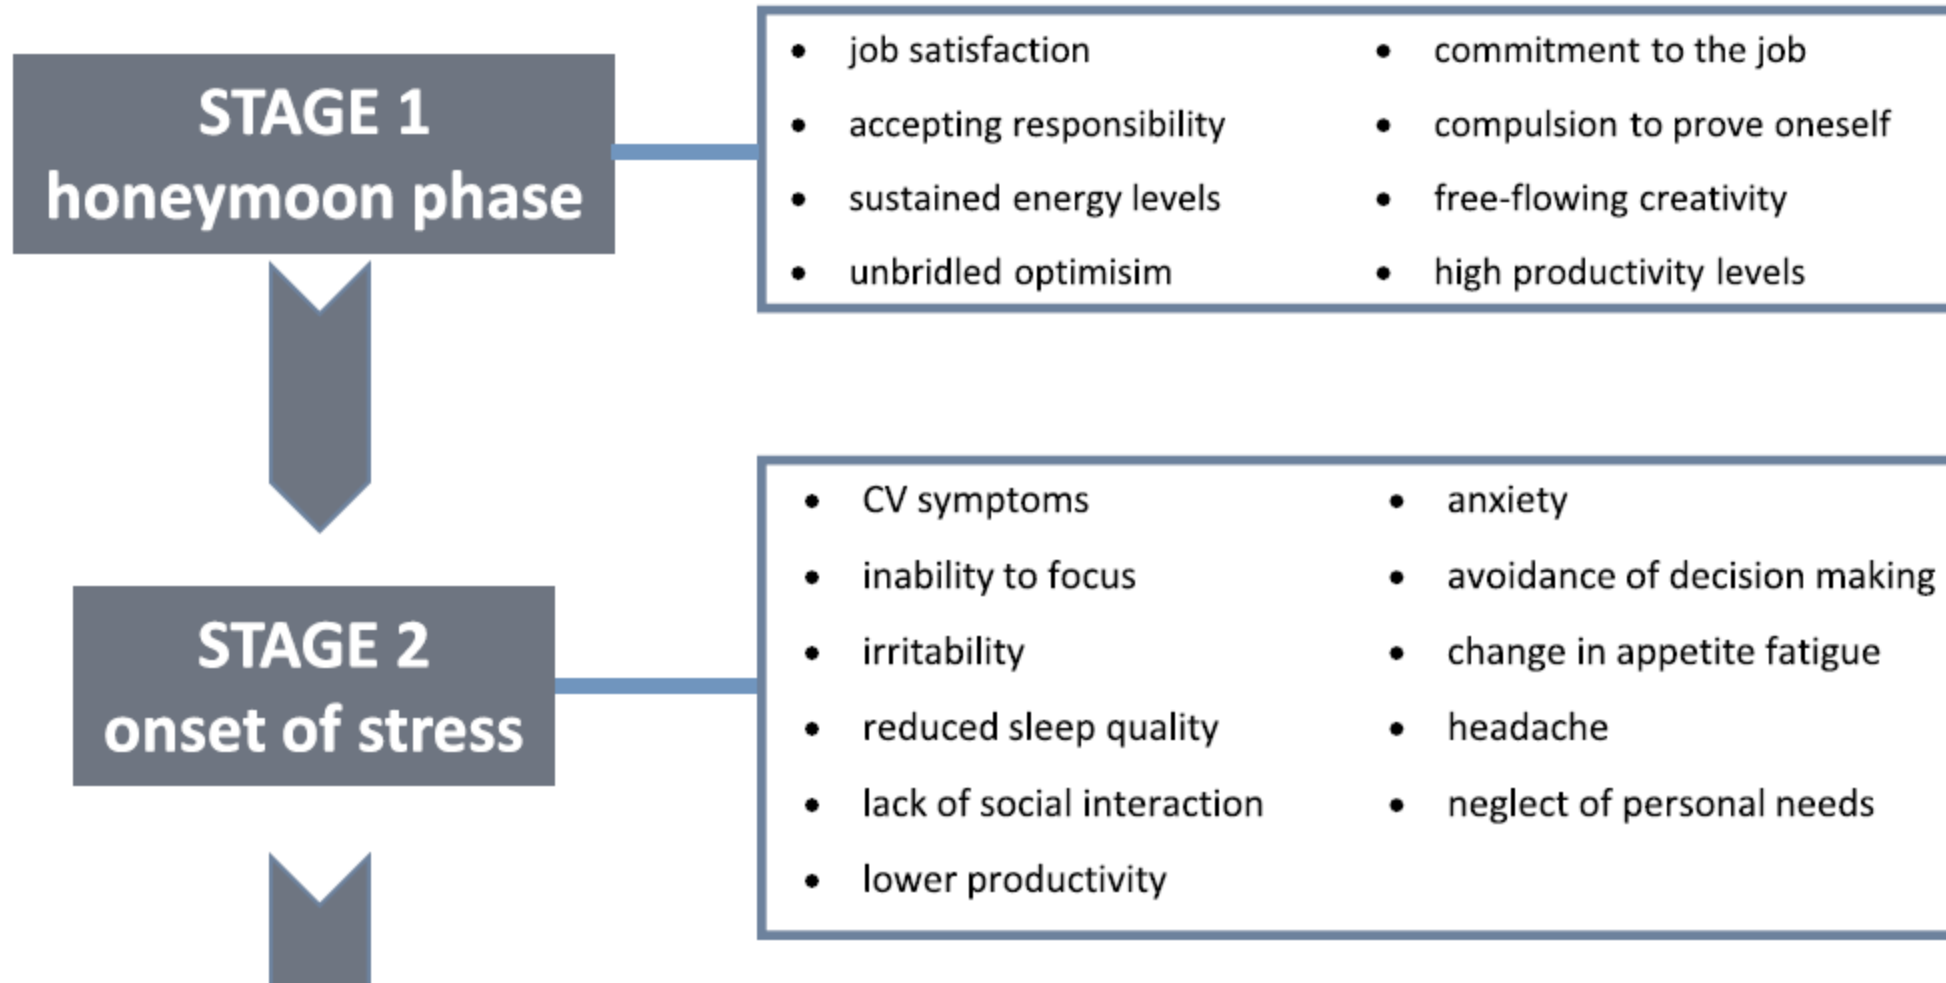 STAGE 1
honeymoon phase
• job satisfaction
• accepting responsibility
• sustained energy levels
• unbridled optimisim
• commitment to the job
• compulsion to prove oneself
• free-flowing creativity
• high productivity levels
STAGE 2
onset of stress
• CV symptoms
• inability to focus
• irritability
• reduced sleep quality
• lack of social interaction
• lower productivity
• anxiety
• avoidance of decision making
• change in appetite fatigue
• headache
• neglect of personal needs